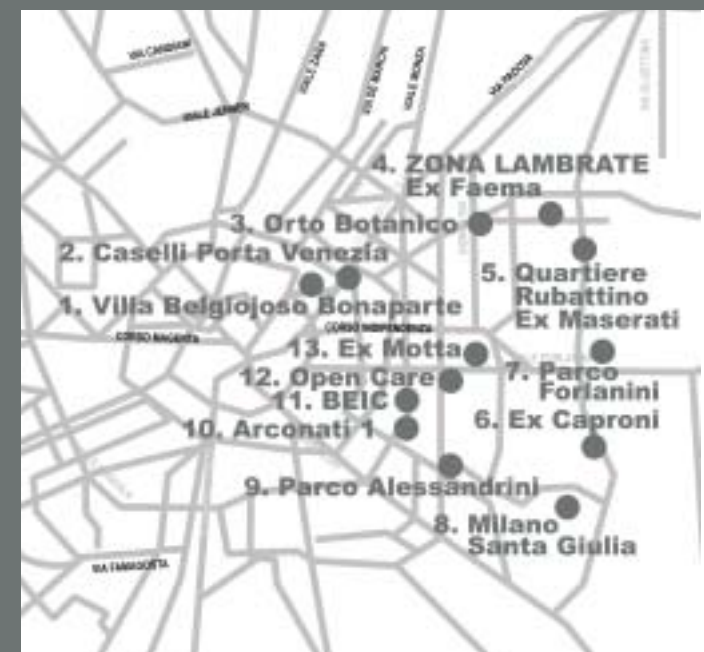 VIALE ZARA
VIA PADOVA
VIALE JENNER
4. ZONA LAMBRATE
Ex Faema
3. Orto Botanico
2. Caselli Porta Venezia
5. Quartiere
Rubattino
Ex Maserati
1. Villa Belgiojoso Bonaparte
CORSO INDIPENDENZA
CORSO MAGENTA
13. Ex Motta
7. Parco
Forlanini
12. Open Care
11. BEIC
6. Ex Caproni
10. Arconati 1
9. Parco Alessandrini
8. Milano
Santa Giulia
VIA FAMAGOSTA